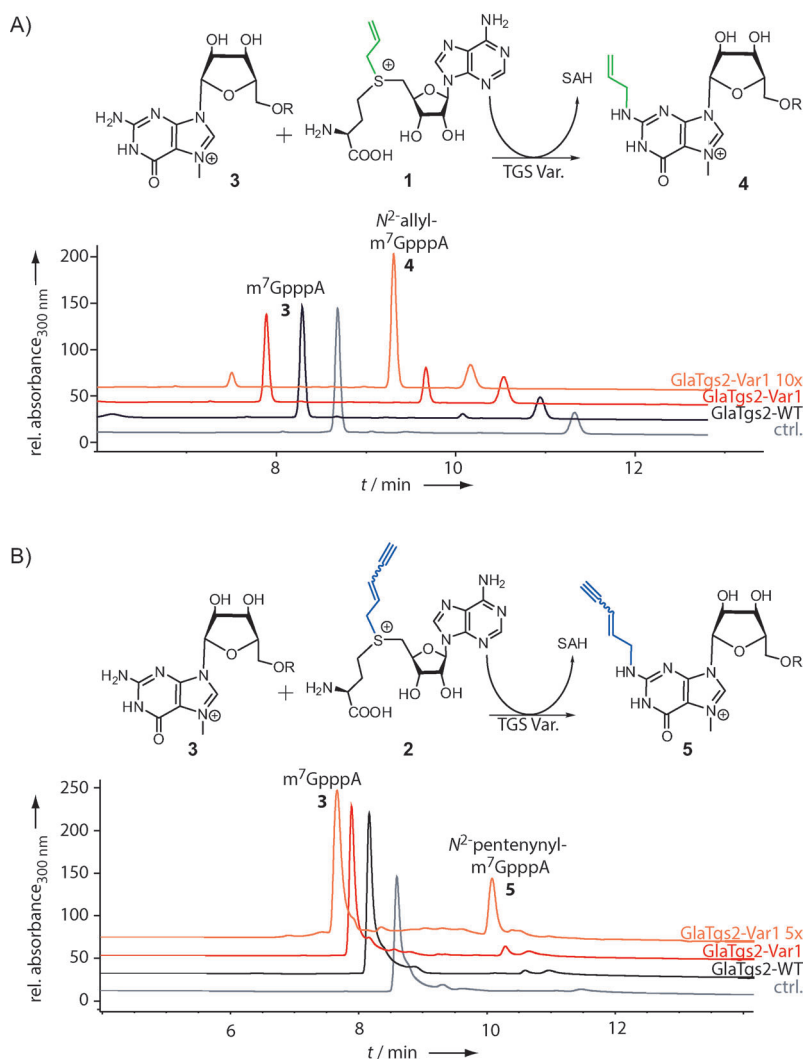 A)
OH OH
H₂N
N
N
O
OR
HN
N
⊕
O
3
+
S
⊕
H₂N
COOH
O
HO OH
N
N
NH₂
N
N
1
SAH
TGS Var.
OH OH
HN
N
N
O
OR
HN
N
⊕
O
4
N²-allyl-
m⁷GpppA
4
m⁷GpppA
3
rel. absorbance 300 nm
200
150
100
50
0
GlaTgs2-Var1 10x
GlaTgs2-Var1
GlaTgs2-WT
ctrl.
8 10 12
t / min
B)
OH OH
H₂N
N
N
O
OR
HN
N
⊕
O
3
+
S
⊕
H₂N
COOH
O
HO OH
N
N
NH₂
N
N
2
SAH
TGS Var.
OH OH
HN
N
N
O
OR
HN
N
⊕
O
5
m⁷GpppA
3
N²-pentenynyl-
m⁷GpppA
5
rel. absorbance 300 nm
250
200
150
100
50
0
GlaTgs2-Var1 5x
GlaTgs2-Var1
GlaTgs2-WT
ctrl.
6 8 10 12
t / min